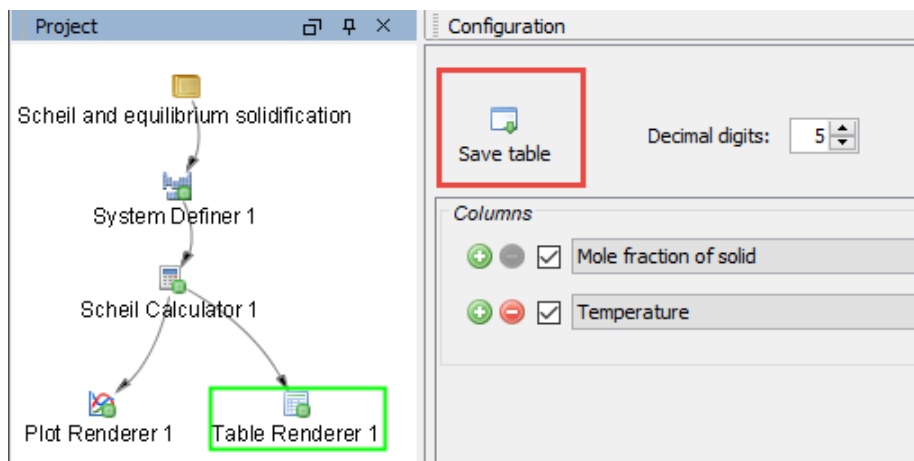 Project
Scheil and equilibrium solidification
System Definer 1
Scheil Calculator 1
Plot Renderer 1
Table Renderer 1
Configuration
Save table
Decimal digits: 5
Columns
Mole fraction of solid
Temperature